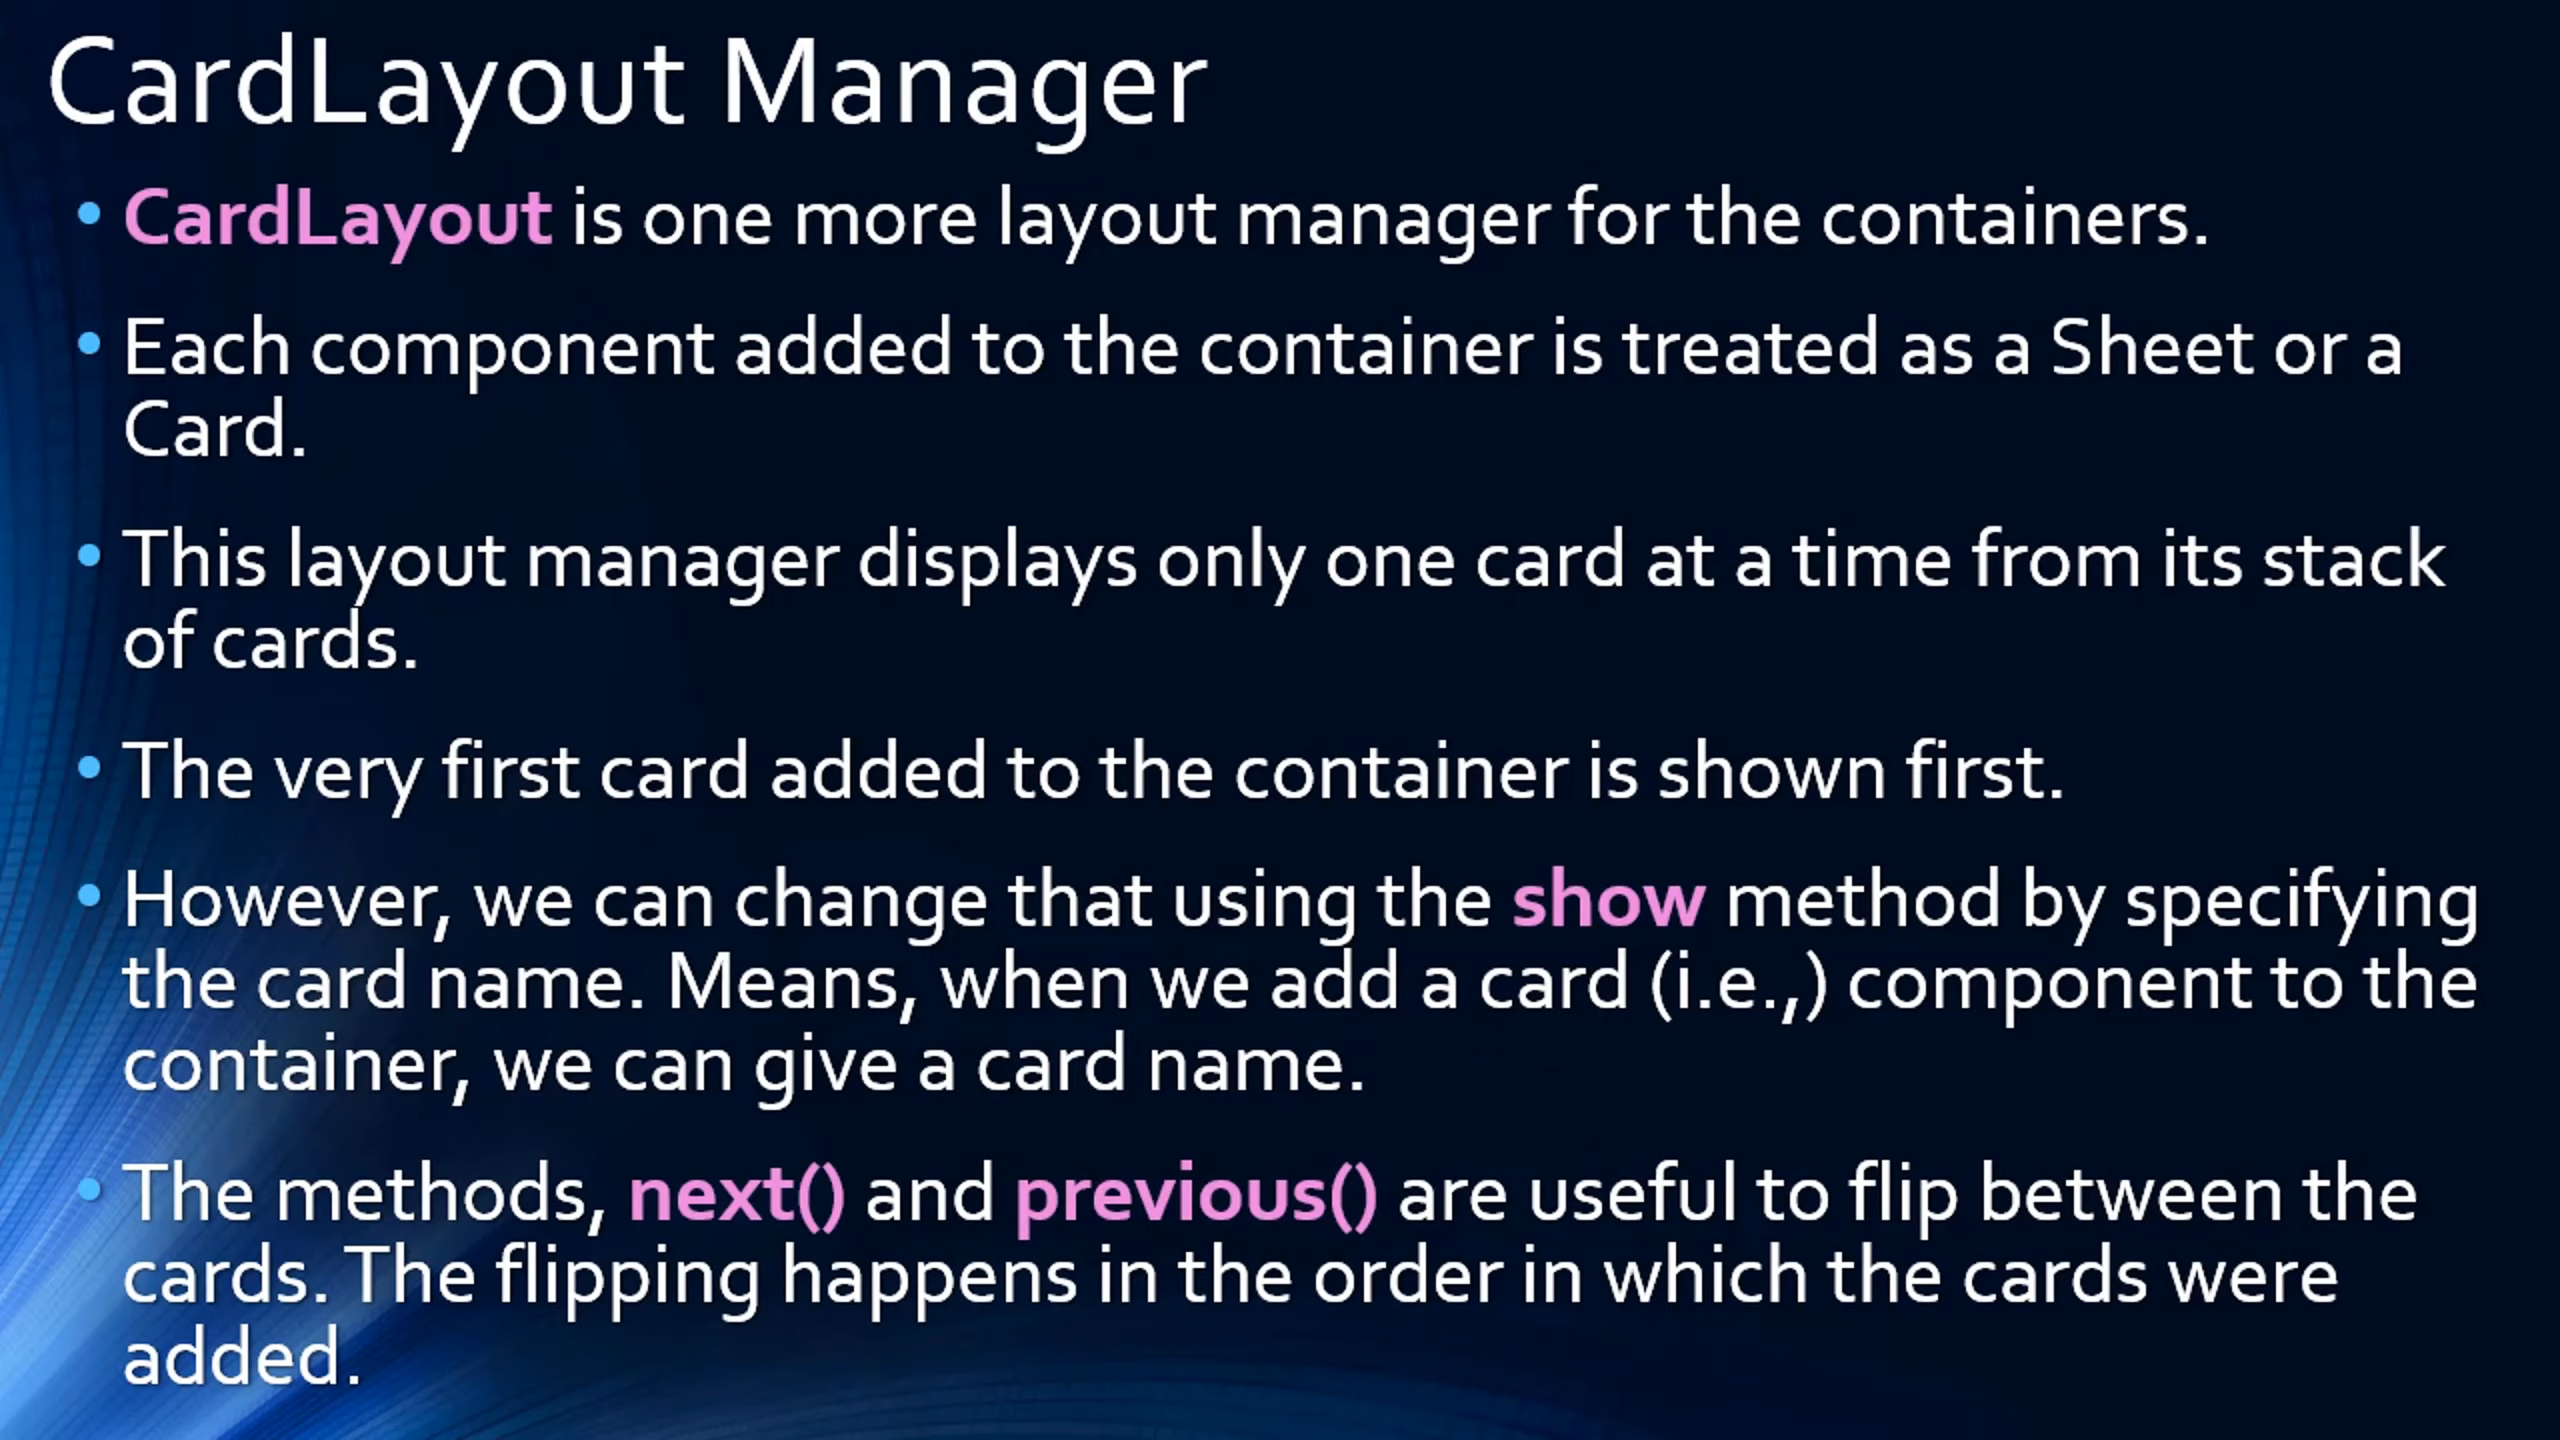 CardLayout Manager
• CardLayout is one more layout manager for the containers.
• Each component added to the container is treated as a Sheet or a
Card.
• This layout manager displays only one card at a time from its stack
of cards.
• The very first card added to the container is shown first.
• However, we can change that using the show method by specifying
the card name. Means, when we add a card (i.e.,) component to the
container, we can give a card name.
• The methods, next() and previous() are useful to flip between the
cards. The flipping happens in the order in which the cards were
added.